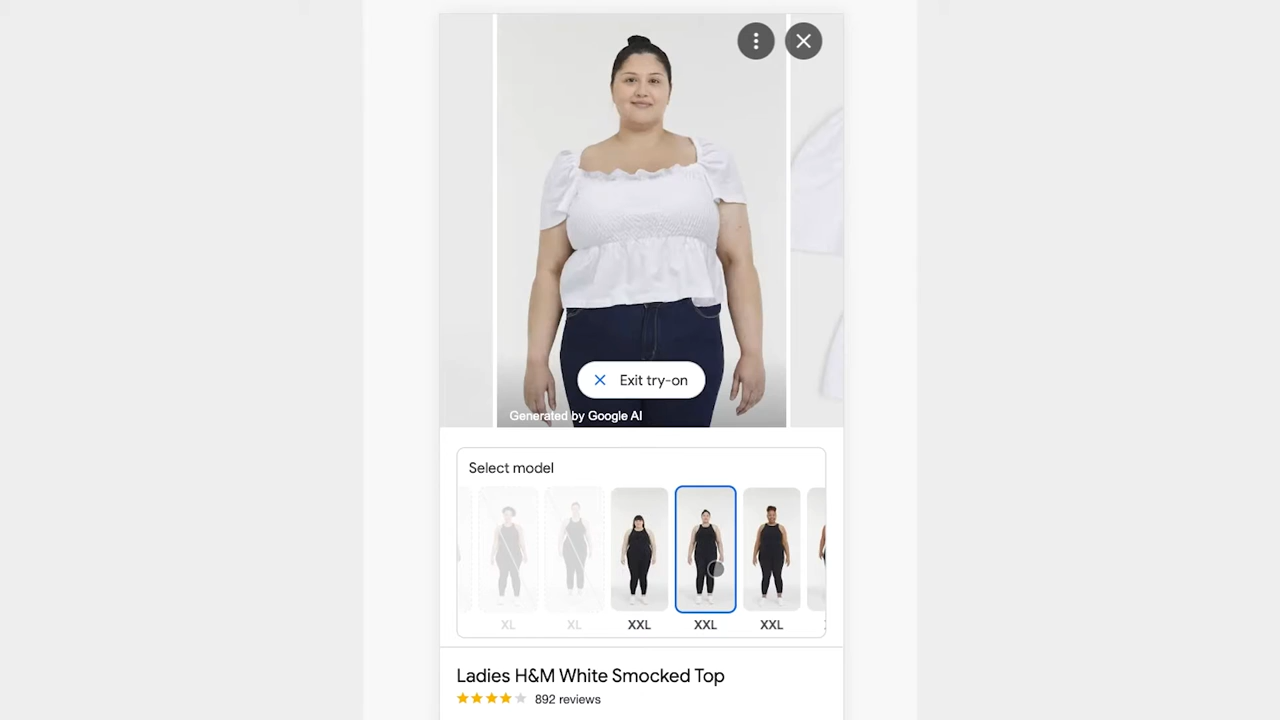 Exit try-on
Generated by Google AI
Select model
XL
XL
XXL
XXL
XXL
Ladies H&M White Smocked Top
892 reviews